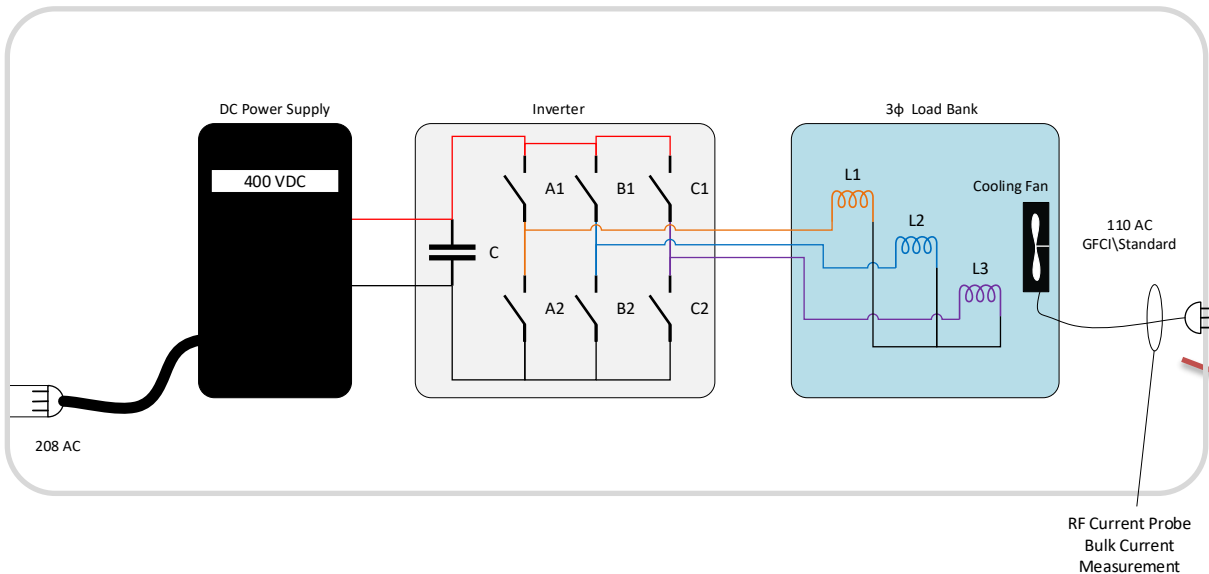 DC Power Supply
Inverter
3ϕ Load Bank
400 VDC
A1
B1
C1
L1
Cooling Fan
L2
110 AC
GFCI\Standard
C
L3
A2
B2
C2
208 AC
RF Current Probe
Bulk Current
Measurement